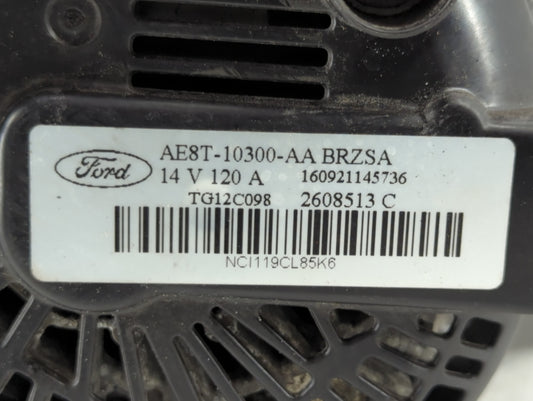 Ford
AE8T-10300-AA BRZSA
14 V 120 A 160921145736
TG12C098 2608513 C
NCI119CL85K6